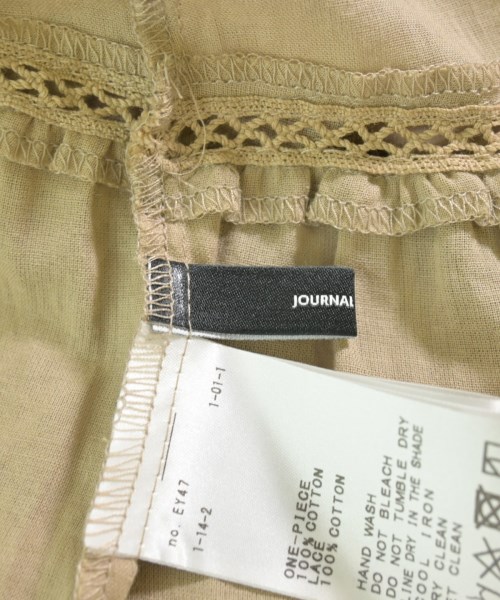 JOURNAL
no. EY47
1-14-2
1-01-1
ONE-PIECE
100% COTTON
LACE
100% COTTON
HAND WASH
DO NOT BLEACH
DO NOT TUMBLE DRY
LINE DRY IN THE SHADE
COOL IRON
DRY CLEAN
CLEAN